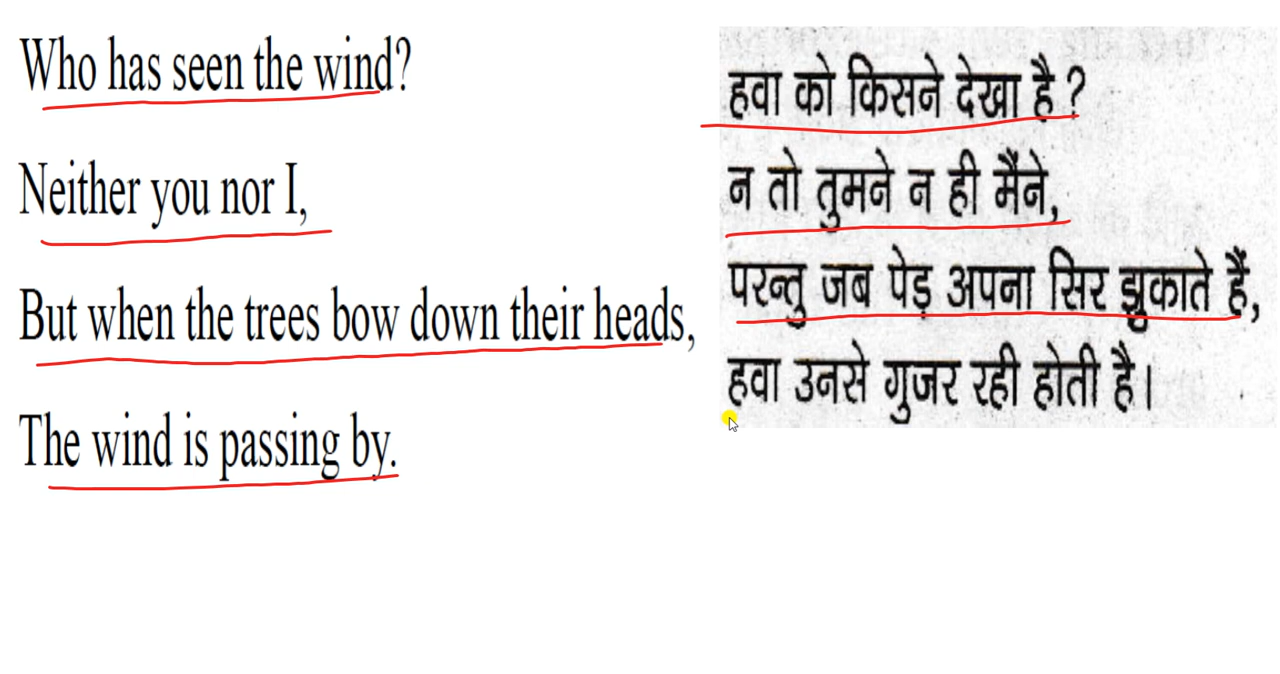 Who has seen the wind?
Neither you nor I,
But when the trees bow down their heads,
The wind is passing by.
हवा को किसने देखा है ?
न तो तुमने न ही मैंने,
परन्तु जब पेड़ अपना सिर झुकाते हैं,
हवा उनसे गुजर रही होती है।